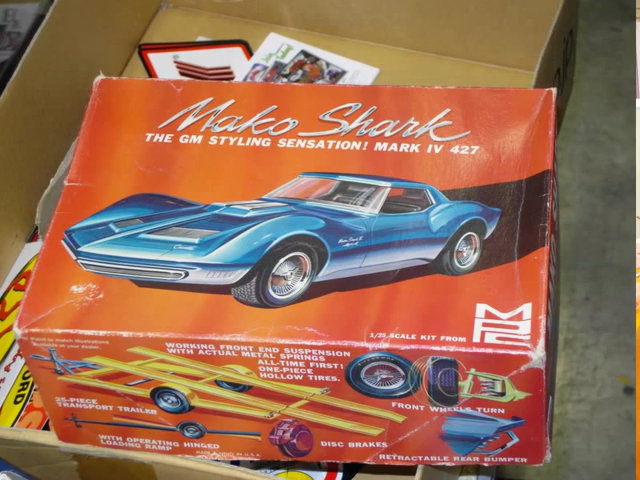 Mako Shark
THE GM STYLING SENSATION! MARK IV 427
Corvette
1/25 SCALE KIT FROM
MPC
WORKING FRONT END SUSPENSION
WITH ACTUAL METAL SPRINGS
ALL-TIME FIRST!
ONE-PIECE
HOLLOW TIRES.
25-PIECE
TRANSPORT TRAILER
FRONT WHEELS TURN
WITH OPERATING HINGED
LOADING RAMP
DISC BRAKES
RETRACTABLE REAR BUMPER